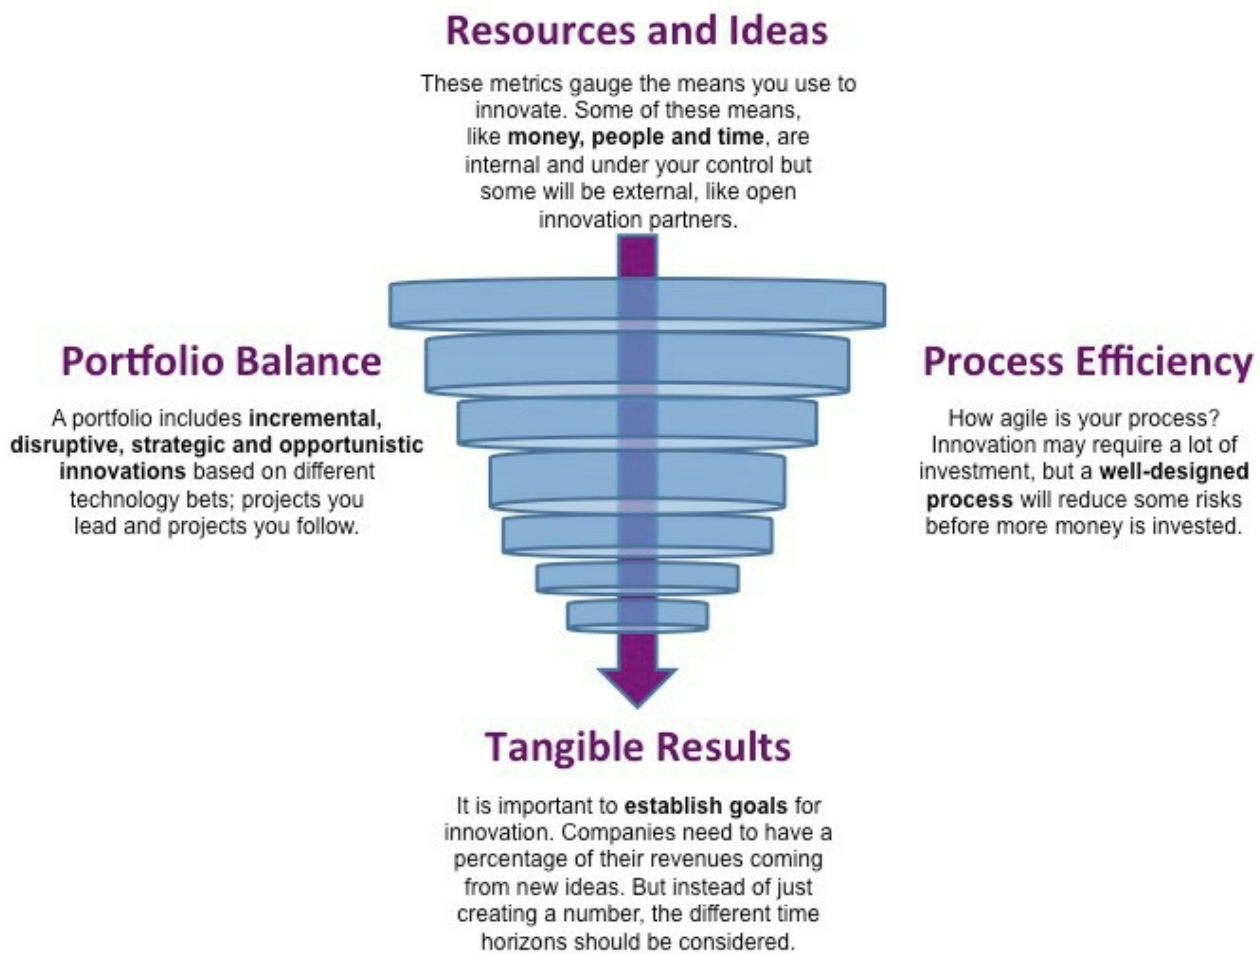 Resources and Ideas
These metrics gauge the means you use to
innovate. Some of these means,
like money, people and time, are
internal and under your control but
some will be external, like open
innovation partners.
Portfolio Balance
A portfolio includes incremental,
disruptive, strategic and opportunistic
innovations based on different
technology bets; projects you
lead and projects you follow.
Process Efficiency
How agile is your process?
Innovation may require a lot of
investment, but a well-designed
process will reduce some risks
before more money is invested.
Tangible Results
It is important to establish goals for
innovation. Companies need to have a
percentage of their revenues coming
from new ideas. But instead of just
creating a number, the different time
horizons should be considered.